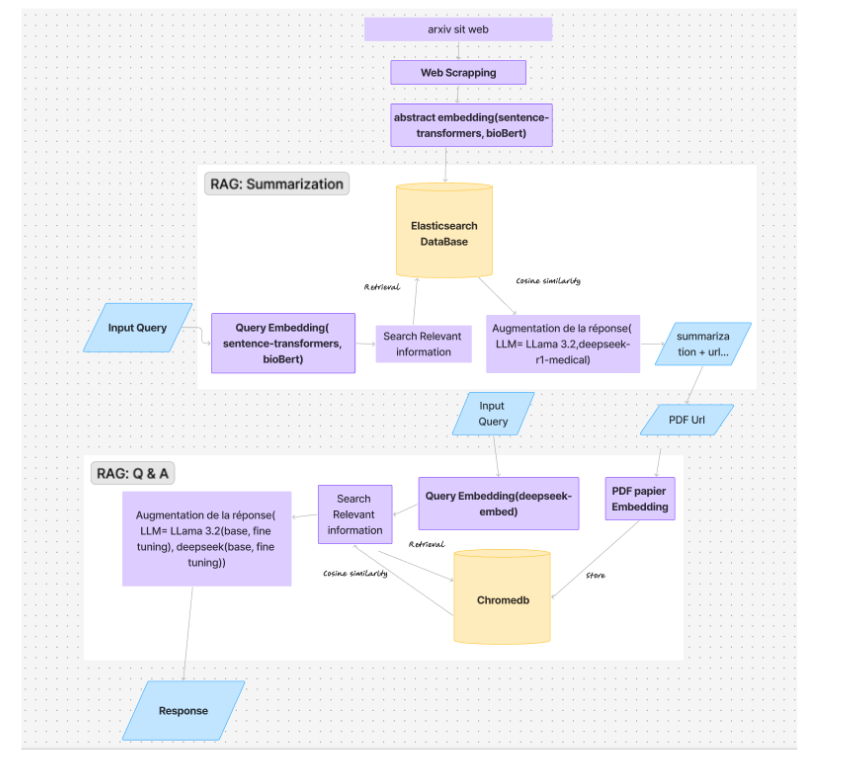 arxiv sit web
Web Scrapping
abstract embedding(sentence-
transformers, bioBert)
RAG: Summarization
Elasticsearch
DataBase
Retrieval
Cosine similarity
Input Query
Query Embedding(
sentence-transformers,
bioBert)
Search Relevant
information
Augmentation de la réponse(
LLM= LLama 3.2,deepseek-
r1-medical)
summariza
tion + url...
PDF Url
Input
Query
RAG: Q & A
Augmentation de la réponse(
LLM= LLama 3.2(base, fine
tuning), deepseek(base, fine
tuning))
Search
Relevant
information
Query Embedding(deepseek-
embed)
PDF papier
Embedding
Retrieval
Cosine similarity
Store
Chromedb
Response